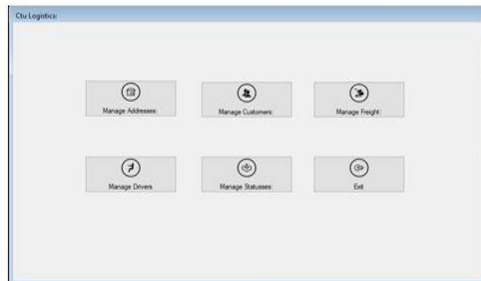 Ctu Logistics:
Manage Addresses:
Manage Customers:
Manage Freight:
Manage Drivers
Manage Statusses:
Exit